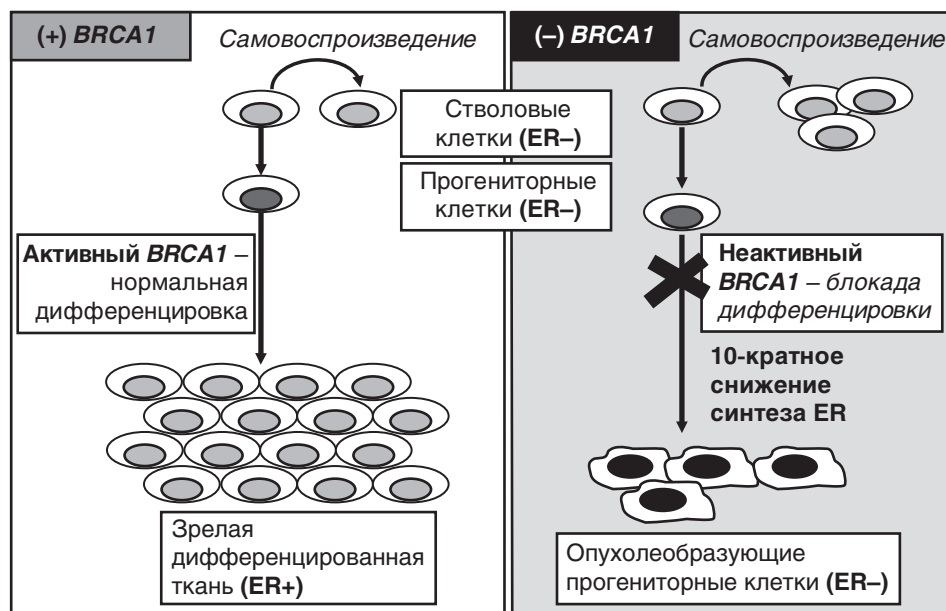 (+) BRCA1
Самовоспроизведение
(–) BRCA1
Самовоспроизведение
Стволовые
клетки (ER–)
Прогениторные
клетки (ER–)
Активный BRCA1 –
нормальная
дифференцировка
Неактивный
BRCA1 – блокада
дифференцировки
10-кратное
снижение
синтеза ER
Зрелая
дифференцированная
ткань (ER+)
Опухолеобразующие
прогениторные клетки (ER–)